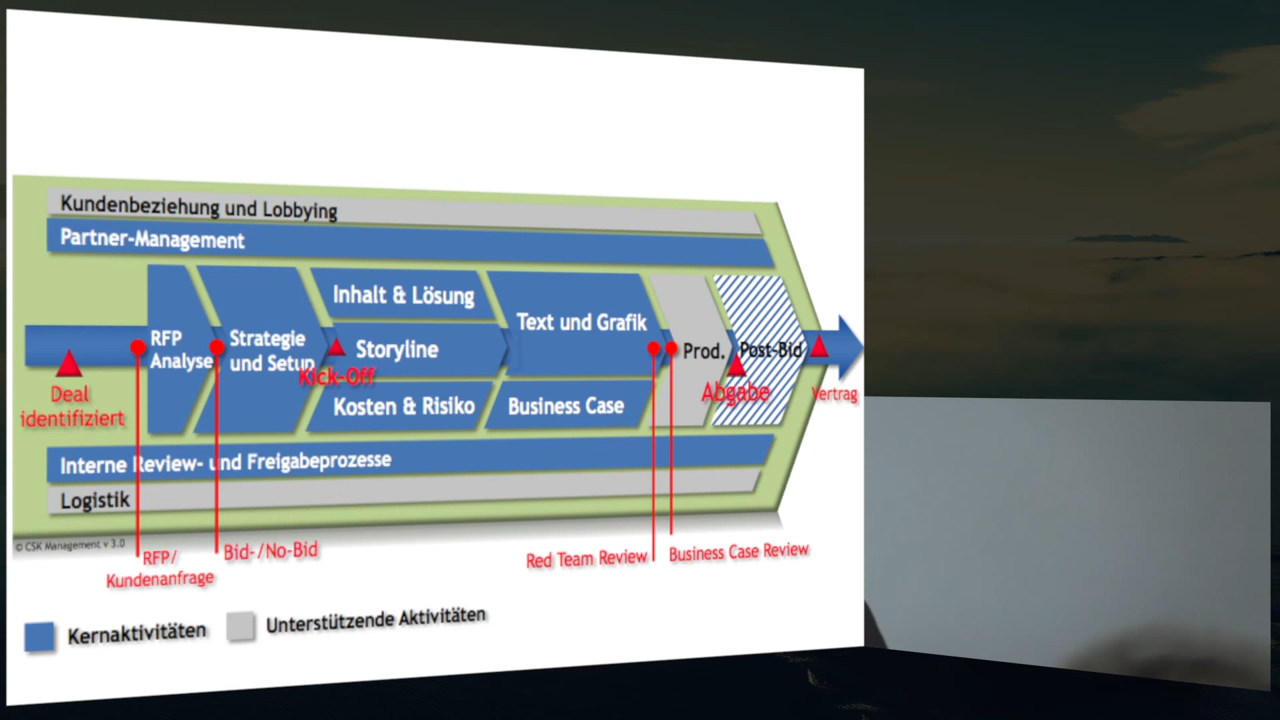 Kundenbeziehung und Lobbying
Partner-Management
RFP
Analyse
Strategie
und Setup
Inhalt & Lösung
Storyline
Kosten & Risiko
Text und Grafik
Business Case
Prod.
Post-Bid
Deal
identifiziert
Kick-Off
Abgabe
Vertrag
Interne Review- und Freigabeprozesse
Logistik
© CSK Management v 3.0
RFP/
Kundenanfrage
Bid-/No-Bid
Red Team Review
Business Case Review
Kernaktivitäten
Unterstützende Aktivitäten